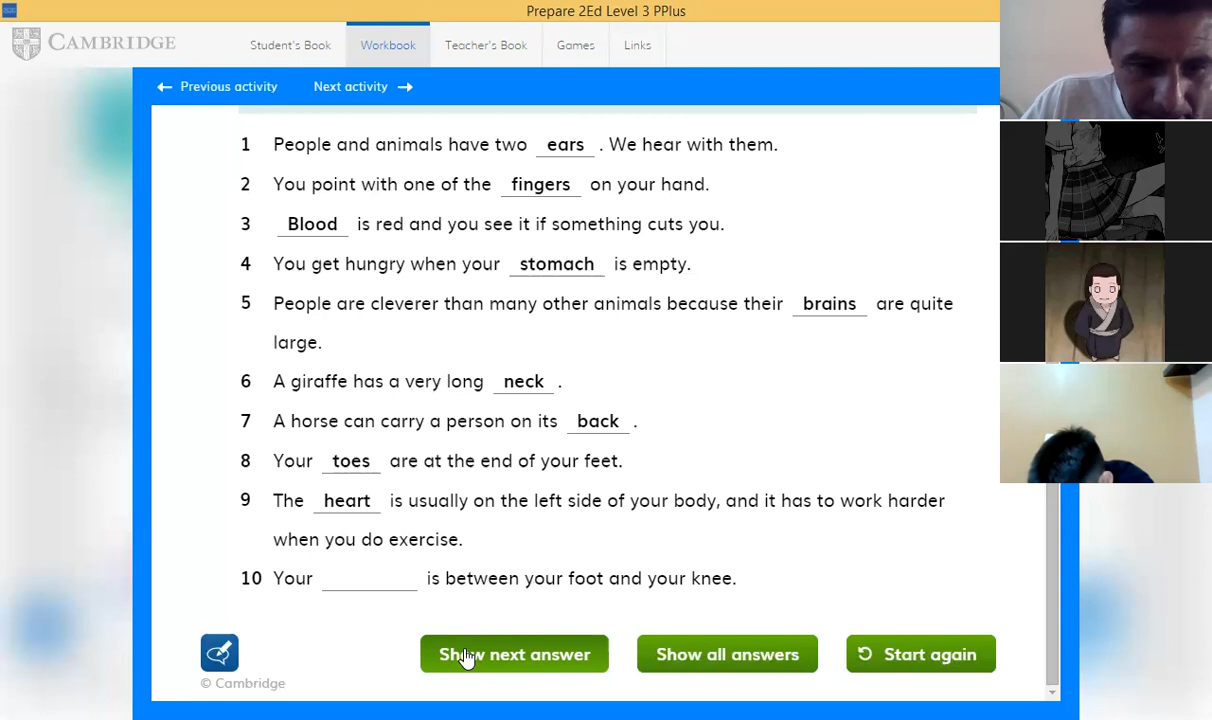 Prepare 2Ed Level 3 PPlus
CAMBRIDGE
Student's Book
Workbook
Teacher's Book
Games
Links
← Previous activity
Next activity →
1 People and animals have two ears . We hear with them.
2 You point with one of the fingers on your hand.
3 Blood is red and you see it if something cuts you.
4 You get hungry when your stomach is empty.
5 People are cleverer than many other animals because their brains are quite
large.
6 A giraffe has a very long neck .
7 A horse can carry a person on its back .
8 Your toes are at the end of your feet.
9 The heart is usually on the left side of your body, and it has to work harder
when you do exercise.
10 Your ________ is between your foot and your knee.
Show next answer
Show all answers
Start again
© Cambridge